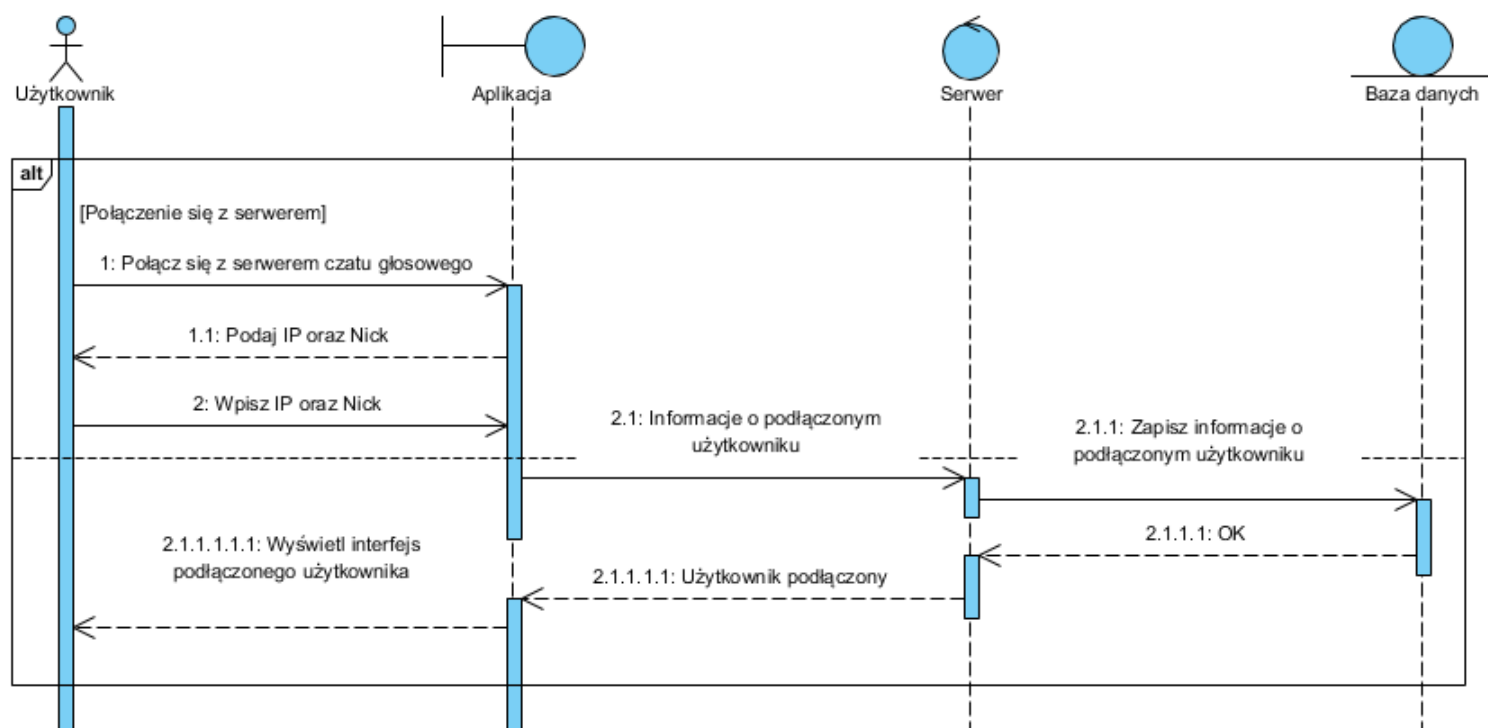 Użytkownik
Aplikacja
Serwer
Baza danych
alt
[Połączenie się z serwerem]
1: Połącz się z serwerem czatu głosowego
1.1: Podaj IP oraz Nick
2: Wpisz IP oraz Nick
2.1: Informacje o podłączonym
użytkowniku
2.1.1: Zapisz informacje o
podłączonym użytkowniku
2.1.1.1: OK
2.1.1.1.1: Użytkownik podłączony
2.1.1.1.1.1: Wyświetl interfejs
podłączonego użytkownika